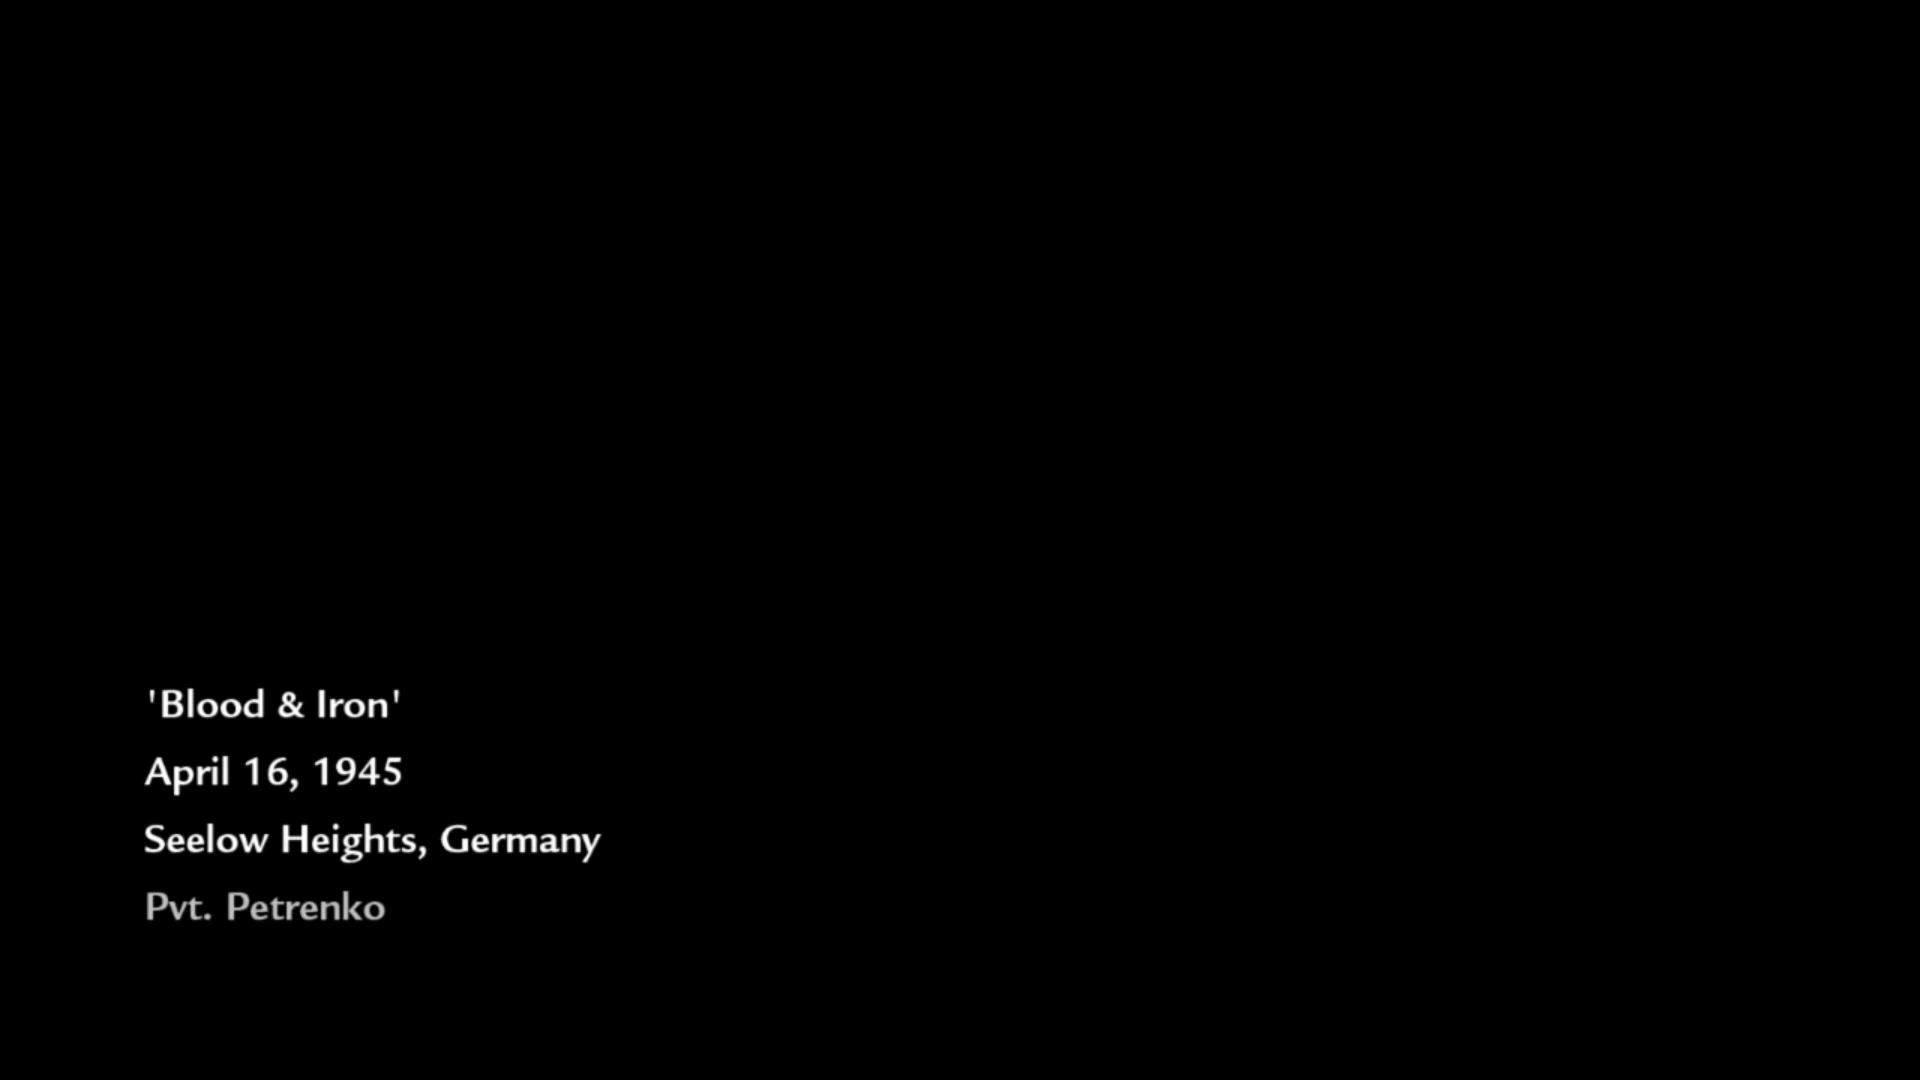 'Blood & Iron'
April 16, 1945
Seelow Heights, Germany
Pvt. Petrenko